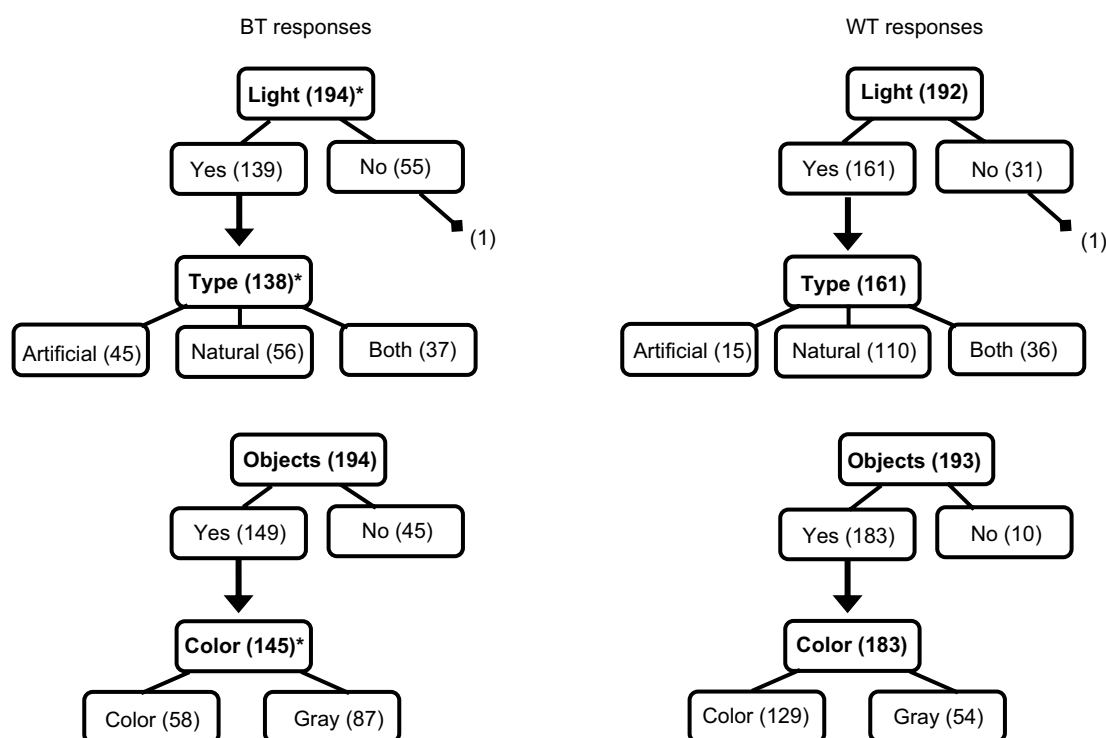 BT responses
Light (194)*
Yes (139)
No (55)
(1)
Type (138)*
Artificial (45)
Natural (56)
Both (37)
Objects (194)
Yes (149)
No (45)
Color (145)*
Color (58)
Gray (87)
WT responses
Light (192)
Yes (161)
No (31)
(1)
Type (161)
Artificial (15)
Natural (110)
Both (36)
Objects (193)
Yes (183)
No (10)
Color (183)
Color (129)
Gray (54)